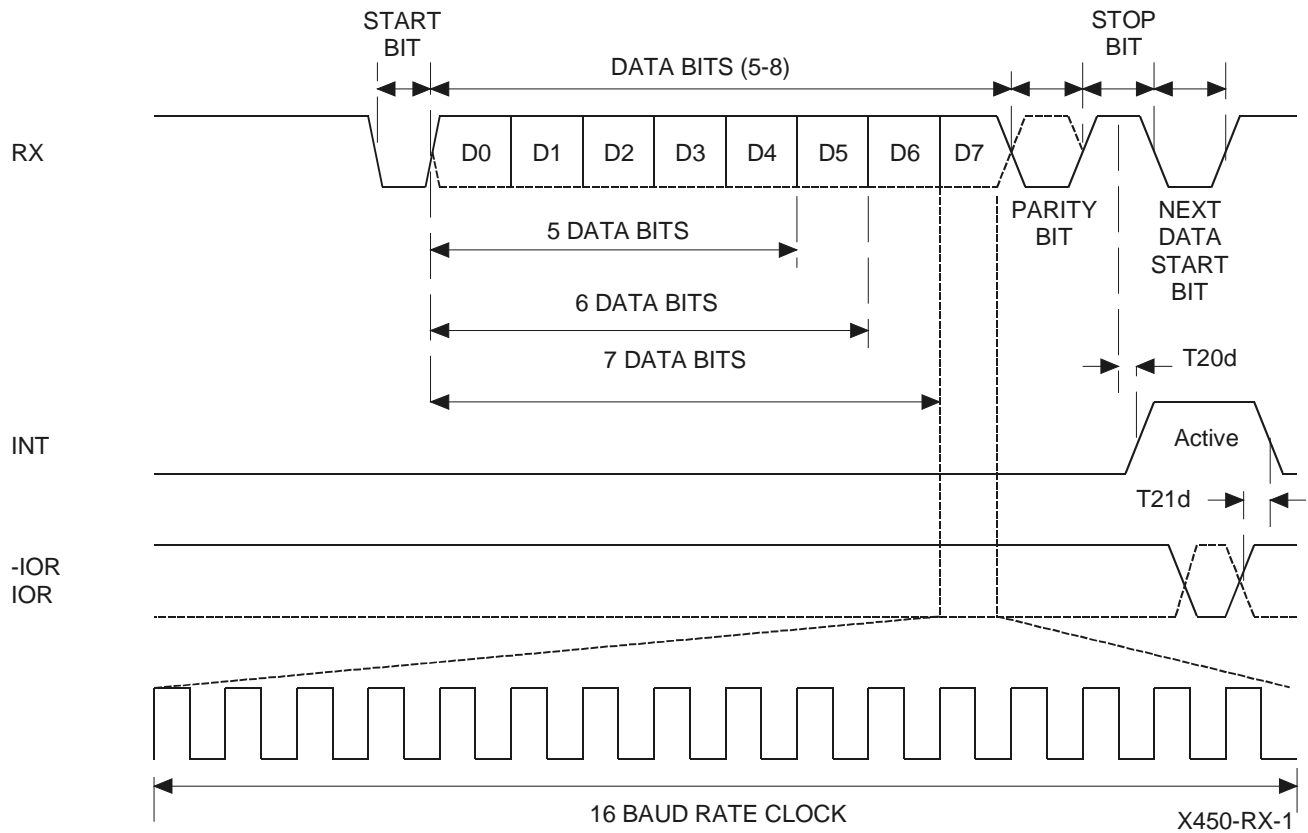 START
BIT
STOP
BIT
DATA BITS (5-8)
RX
D0 D1 D2 D3 D4 D5 D6 D7
PARITY
BIT
NEXT
DATA
START
BIT
5 DATA BITS
6 DATA BITS
7 DATA BITS
T20d
INT
Active
T21d
-IOR
IOR
16 BAUD RATE CLOCK
X450-RX-1